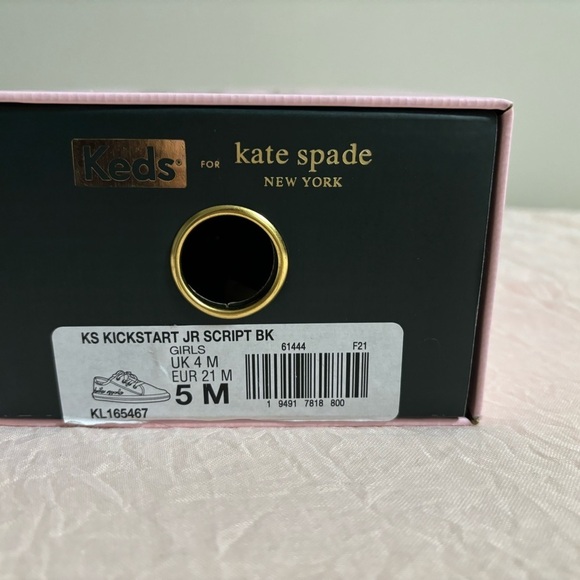 Keds® FOR kate spade
NEW YORK
KS KICKSTART JR SCRIPT BK 61444 F21
GIRLS
UK 4 M
EUR 21 M
5 M
KL165467
1 9491 7818 800